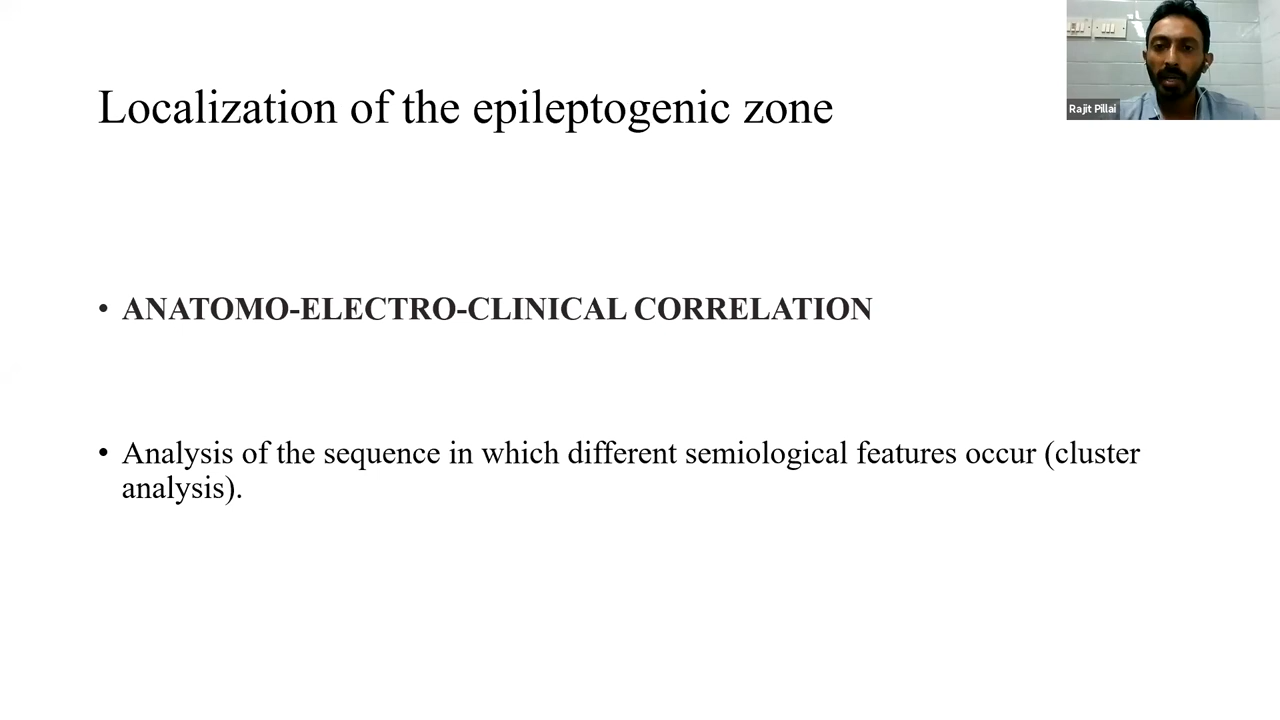 Localization of the epileptogenic zone
Rajit Pillai
• ANATOMO-ELECTRO-CLINICAL CORRELATION
• Analysis of the sequence in which different semiological features occur (cluster
analysis).